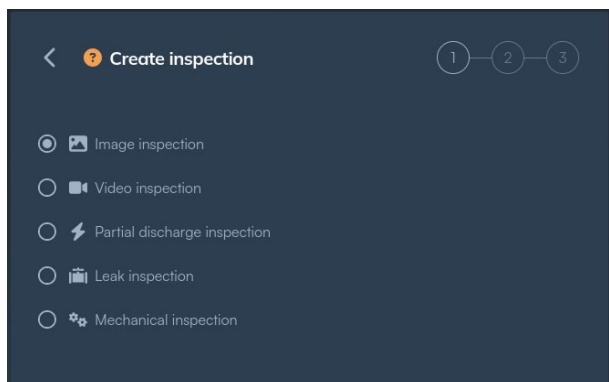 ? Create inspection 1 2 3
Image inspection
Video inspection
Partial discharge inspection
Leak inspection
Mechanical inspection